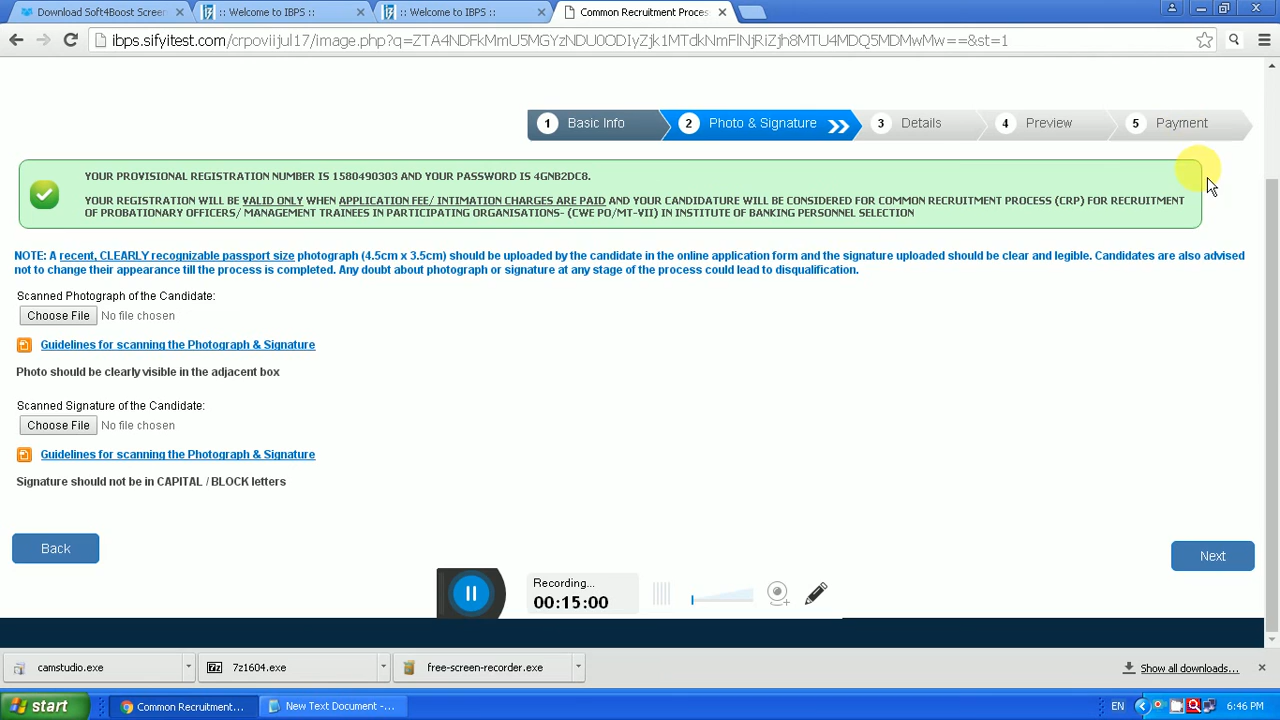 Download Soft4Boost Screen
:: Welcome to IBPS ::
:: Welcome to IBPS ::
Common Recruitment Proces
ibps.sifyitest.com/crpoviijul17/image.php?q=ZTA4NDFkMmU5MGYzNDU0ODIyZjk1MTdkNmFlNjRiZjh8MTU4MDQ5MDMwMw==&st=1
1 Basic Info
2 Photo & Signature
3 Details
4 Preview
5 Payment
YOUR PROVISIONAL REGISTRATION NUMBER IS 1580490303 AND YOUR PASSWORD IS 4GNB2DC8.
YOUR REGISTRATION WILL BE VALID ONLY WHEN APPLICATION FEE/ INTIMATION CHARGES ARE PAID AND YOUR CANDIDATURE WILL BE CONSIDERED FOR COMMON RECRUITMENT PROCESS (CRP) FOR RECRUITMENT
OF PROBATIONARY OFFICERS/ MANAGEMENT TRAINEES IN PARTICIPATING ORGANISATIONS- (CWE PO/MT-VII) IN INSTITUTE OF BANKING PERSONNEL SELECTION
NOTE: A recent, CLEARLY recognizable passport size photograph (4.5cm x 3.5cm) should be uploaded by the candidate in the online application form and the signature uploaded should be clear and legible. Candidates are also advised
not to change their appearance till the process is completed. Any doubt about photograph or signature at any stage of the process could lead to disqualification.
Scanned Photograph of the Candidate:
Choose File No file chosen
Guidelines for scanning the Photograph & Signature
Photo should be clearly visible in the adjacent box
Scanned Signature of the Candidate:
Choose File No file chosen
Guidelines for scanning the Photograph & Signature
Signature should not be in CAPITAL / BLOCK letters
Back
Next
Recording...
00:15:00
camstudio.exe
7z1604.exe
free-screen-recorder.exe
Show all downloads...
start
Common Recruitment...
New Text Document -...
EN
6:46 PM